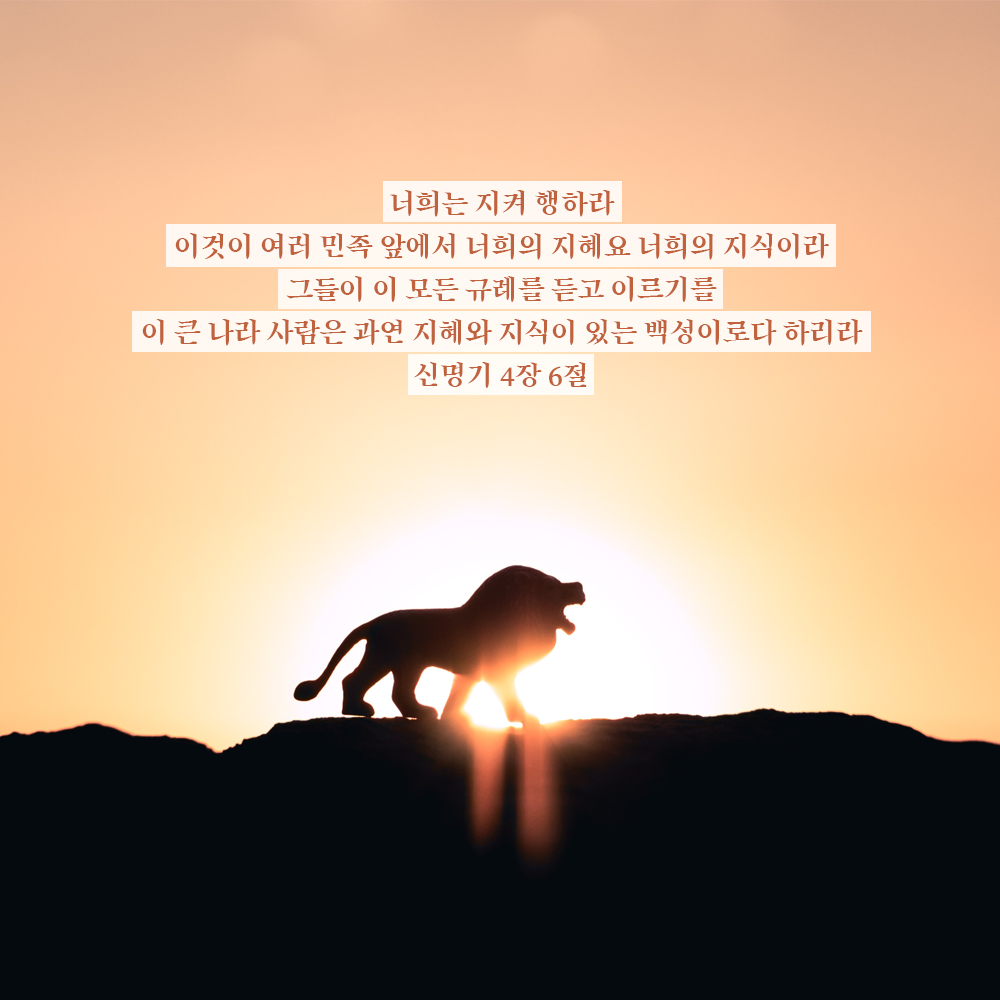 너희는 지켜 행하라
이것이 여러 민족 앞에서 너희의 지혜요 너희의 지식이라
그들이 이 모든 규례를 듣고 이르기를
이 큰 나라 사람은 과연 지혜와 지식이 있는 백성이로다 하리라
신명기 4장 6절